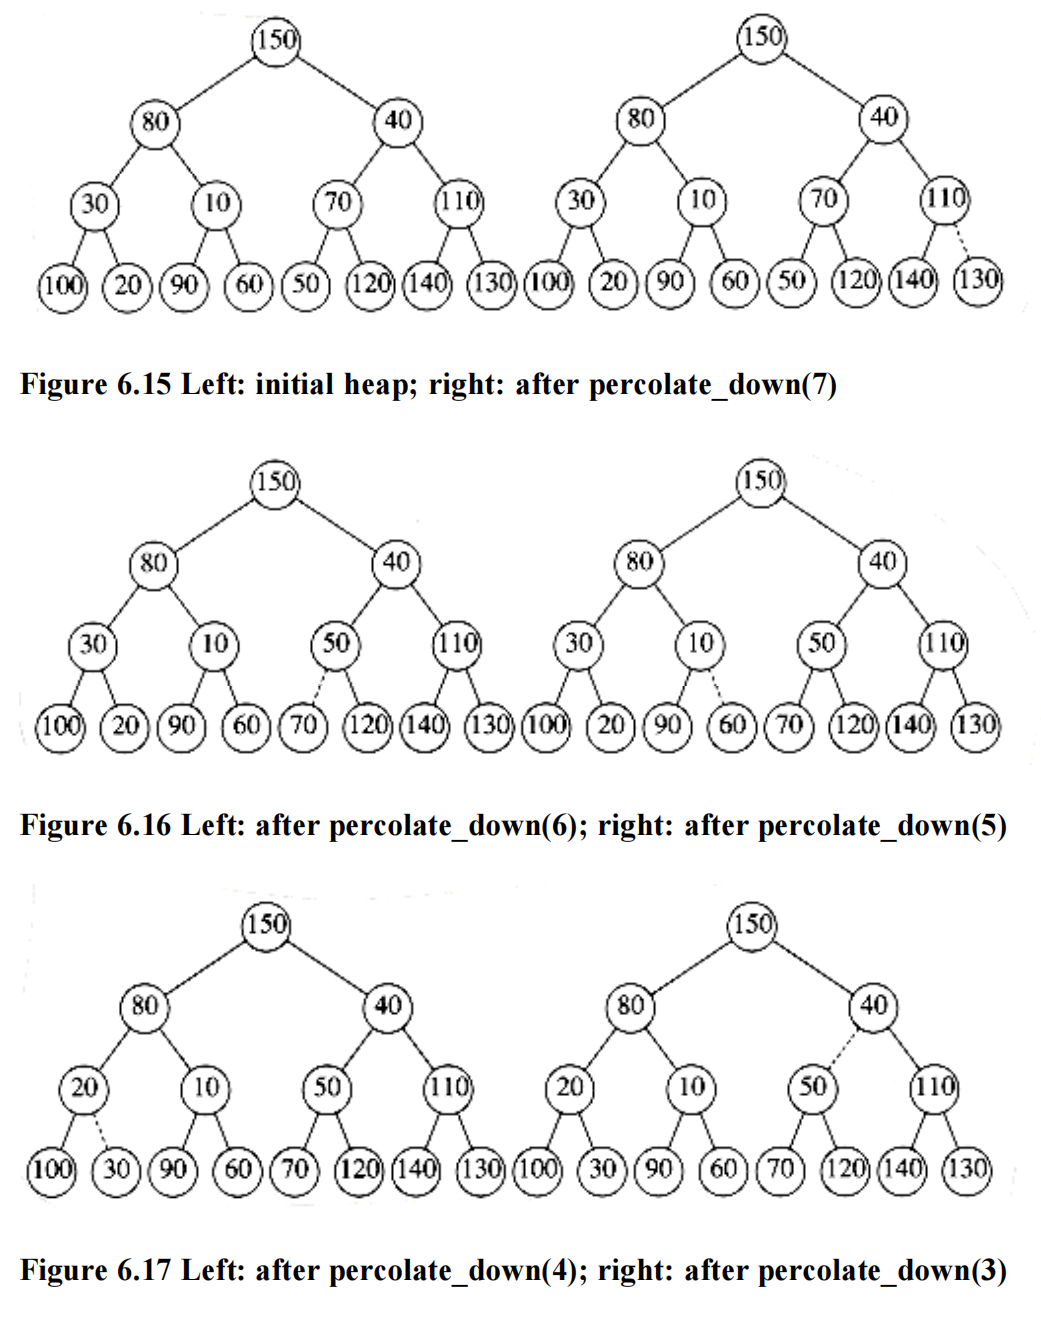 150 150
80 40 80 40
30 10 70 110 30 10 70 110
100 20 90 60 50 120 140 130 100 20 90 60 50 120 140 130
Figure 6.15 Left: initial heap; right: after percolate_down(7)
150 150
80 40 80 40
30 10 50 110 30 10 50 110
100 20 90 60 70 120 140 130 100 20 90 60 70 120 140 130
Figure 6.16 Left: after percolate_down(6); right: after percolate_down(5)
150 150
80 40 80 40
20 10 50 110 20 10 50 110
100 30 90 60 70 120 140 130 100 30 90 60 70 120 140 130
Figure 6.17 Left: after percolate_down(4); right: after percolate_down(3)